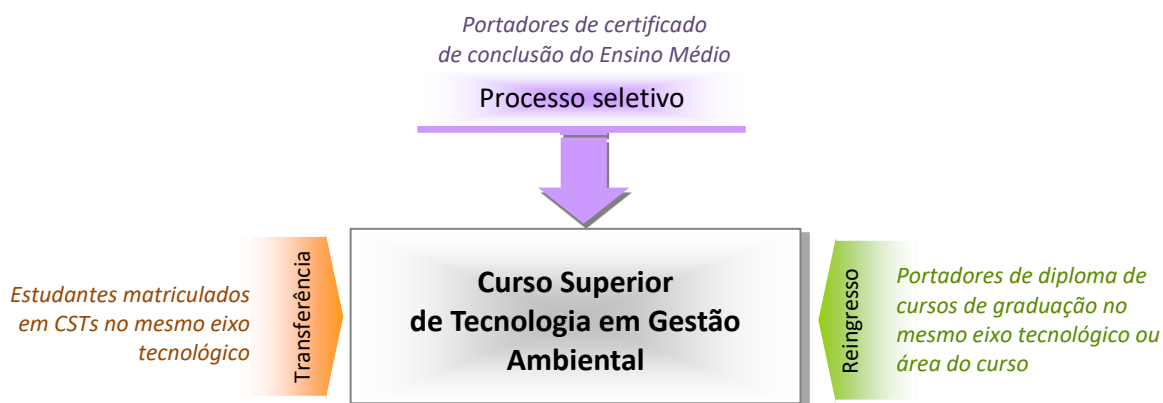 Portadores de certificado
de conclusão do Ensino Médio
Processo seletivo
Estudantes matriculados
em CSTs no mesmo eixo
tecnológico
Transferência
Curso Superior
de Tecnologia em Gestão
Ambiental
Reingresso
Portadores de diploma de
cursos de graduação no
mesmo eixo tecnológico ou
área do curso